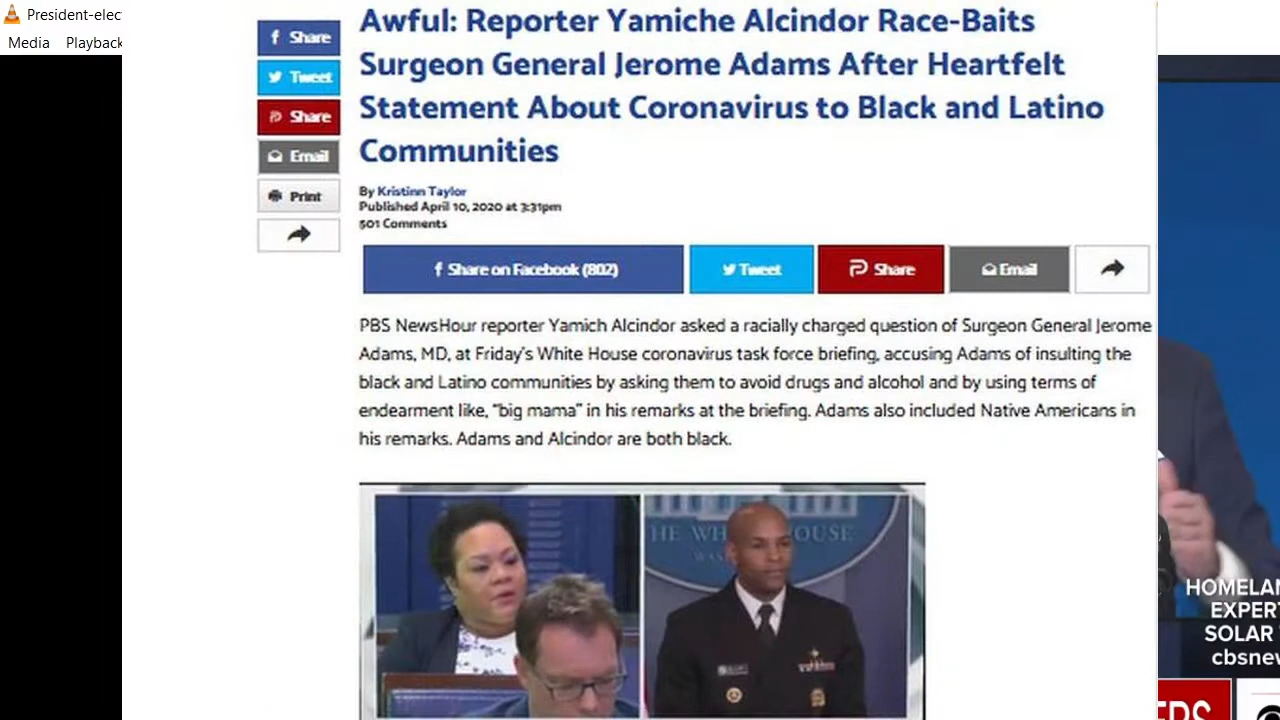 President-elec
Media Playback
Share
Tweet
Share
Email
Print
Awful: Reporter Yamiche Alcindor Race-Baits
Surgeon General Jerome Adams After Heartfelt
Statement About Coronavirus to Black and Latino
Communities
By Kristinn Taylor
Published April 10, 2020 at 3:31pm
501 Comments
Share on Facebook (802)
Tweet
Share
Email
PBS NewsHour reporter Yamich Alcindor asked a racially charged question of Surgeon General Jerome
Adams, MD, at Friday's White House coronavirus task force briefing, accusing Adams of insulting the
black and Latino communities by asking them to avoid drugs and alcohol and by using terms of
endearment like, "big mama" in his remarks at the briefing. Adams also included Native Americans in
his remarks. Adams and Alcindor are both black.
HE WH OUSE
HOMELAN
EXPERT
SOLAR
cbsnew
ERS